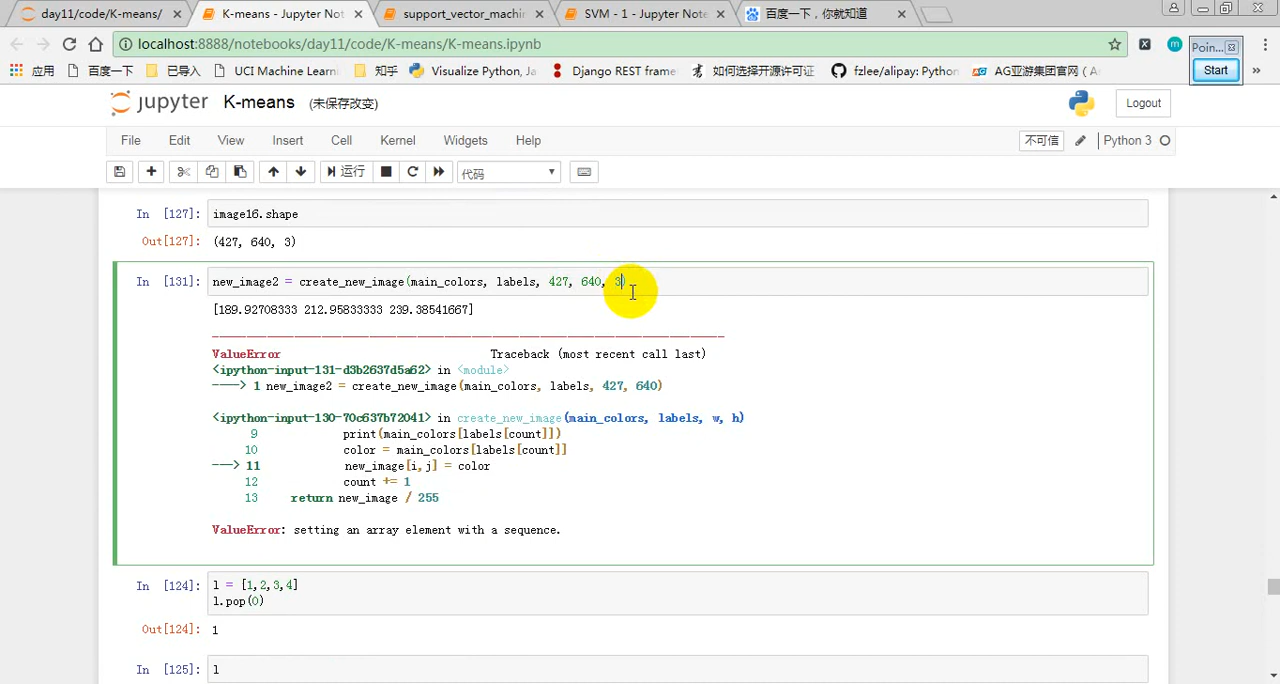 day11/code/K-means/
K-means - Jupyter Not
support_vector_machin
SVM - 1 - Jupyter Note
百度一下，你就知道
localhost:8888/notebooks/day11/code/K-means/K-means.ipynb
Poin...
Start
应用
百度一下
已导入
UCI Machine Learni
知乎
Visualize Python, Ja
Django REST frame
如何选择开源许可证
fzlee/alipay: Python
AG亚游集团官网（A
»
jupyter
K-means
(未保存改变)
Logout
File Edit View Insert Cell Kernel Widgets Help
不可信
Python 3
运行
代码
In [127]: image16.shape
Out[127]: (427, 640, 3)
In [131]: new_image2 = create_new_image(main_colors, labels, 427, 640, 3)
[189.92708333 212.95833333 239.38541667]
---------------------------------------------------------------------------
ValueError Traceback (most recent call last)
<ipython-input-131-d3b2637d5a62> in <module>
----> 1 new_image2 = create_new_image(main_colors, labels, 427, 640)
<ipython-input-130-70c637b72041> in create_new_image(main_colors, labels, w, h)
9 print(main_colors[labels[count]])
10 color = main_colors[labels[count]]
---> 11 new_image[i,j] = color
12 count += 1
13 return new_image / 255
ValueError: setting an array element with a sequence.
In [124]: l = [1,2,3,4]
l.pop(0)
Out[124]: 1
In [125]: l